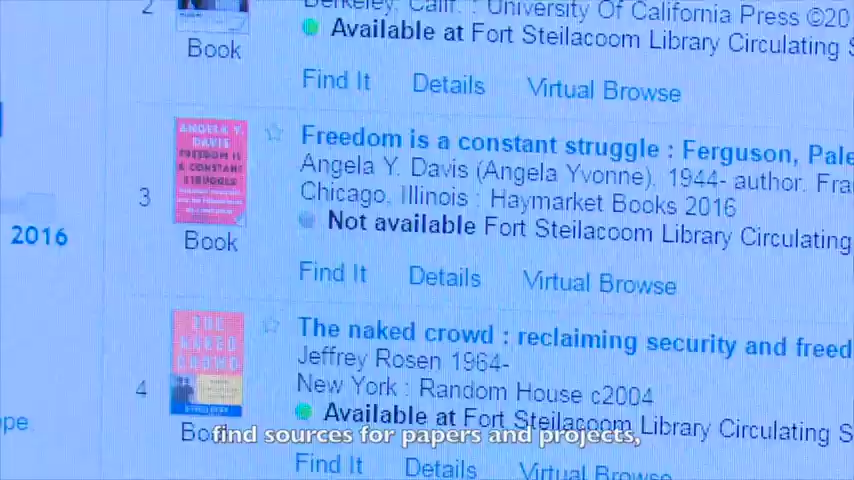 2
Berkeley, Calif. : University Of California Press ©20
Available at Fort Steilacoom Library Circulating S
Book
Find It Details Virtual Browse
ANGELA Y. DAVIS
FREEDOM IS A CONSTANT STRUGGLE
3
Freedom is a constant struggle : Ferguson, Pale
Angela Y. Davis (Angela Yvonne), 1944- author. Fra
Chicago, Illinois : Haymarket Books 2016
Not available Fort Steilacoom Library Circulating
Book
2016
Find It Details Virtual Browse
THE NAKED CROWD
4
The naked crowd : reclaiming security and freed
Jeffrey Rosen 1964-
New York : Random House c2004
Available at Fort Steilacoom Library Circulating S
ope.
find sources for papers and projects,
Find It Details Virtual Browse